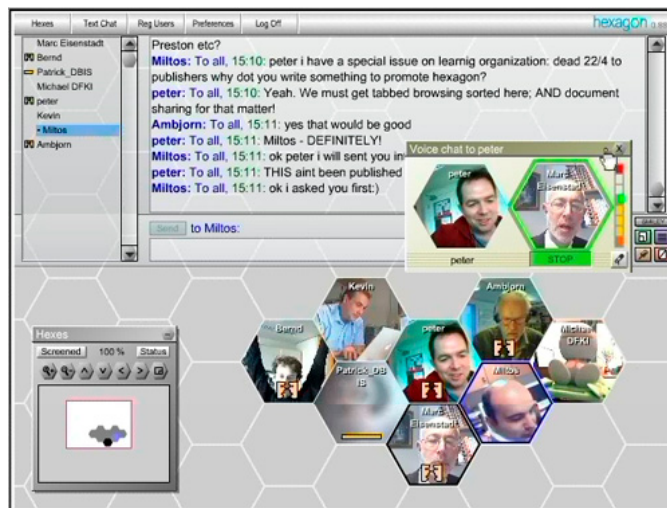 Hexes Text Chat Reg Users Preferences Log Off
hexagon
Marc Eisenstadt
Bernd
Patrick_DBIS
Michael DFKI
peter
Kevin
- Miltos
Ambjorn
Preston etc?
Miltos: To all, 15:10: peter i have a special issue on learnig organization: dead 22/4 to
publishers why dot you write something to promote hexagon?
peter: To all, 15:10: Yeah. We must get tabbed browsing sorted here; AND document
sharing for that matter!
Ambjorn: To all, 15:11: yes that would be good
peter: To all, 15:11: Miltos - DEFINITELY!
Miltos: To all, 15:11: ok peter i will sent you
peter: To all, 15:11: THIS aint been published
Miltos: To all, 15:11: ok i asked you first:)
Send to Miltos:
Voice chat to peter X
peter
Marc
Eisenstadt
peter STOP
Kevin
Ambjorn
Bernd
peter
DFKI
Patrick_DB
IS
Miltos
Marc
Eisenstadt
Hexes
Screened 100 % Status